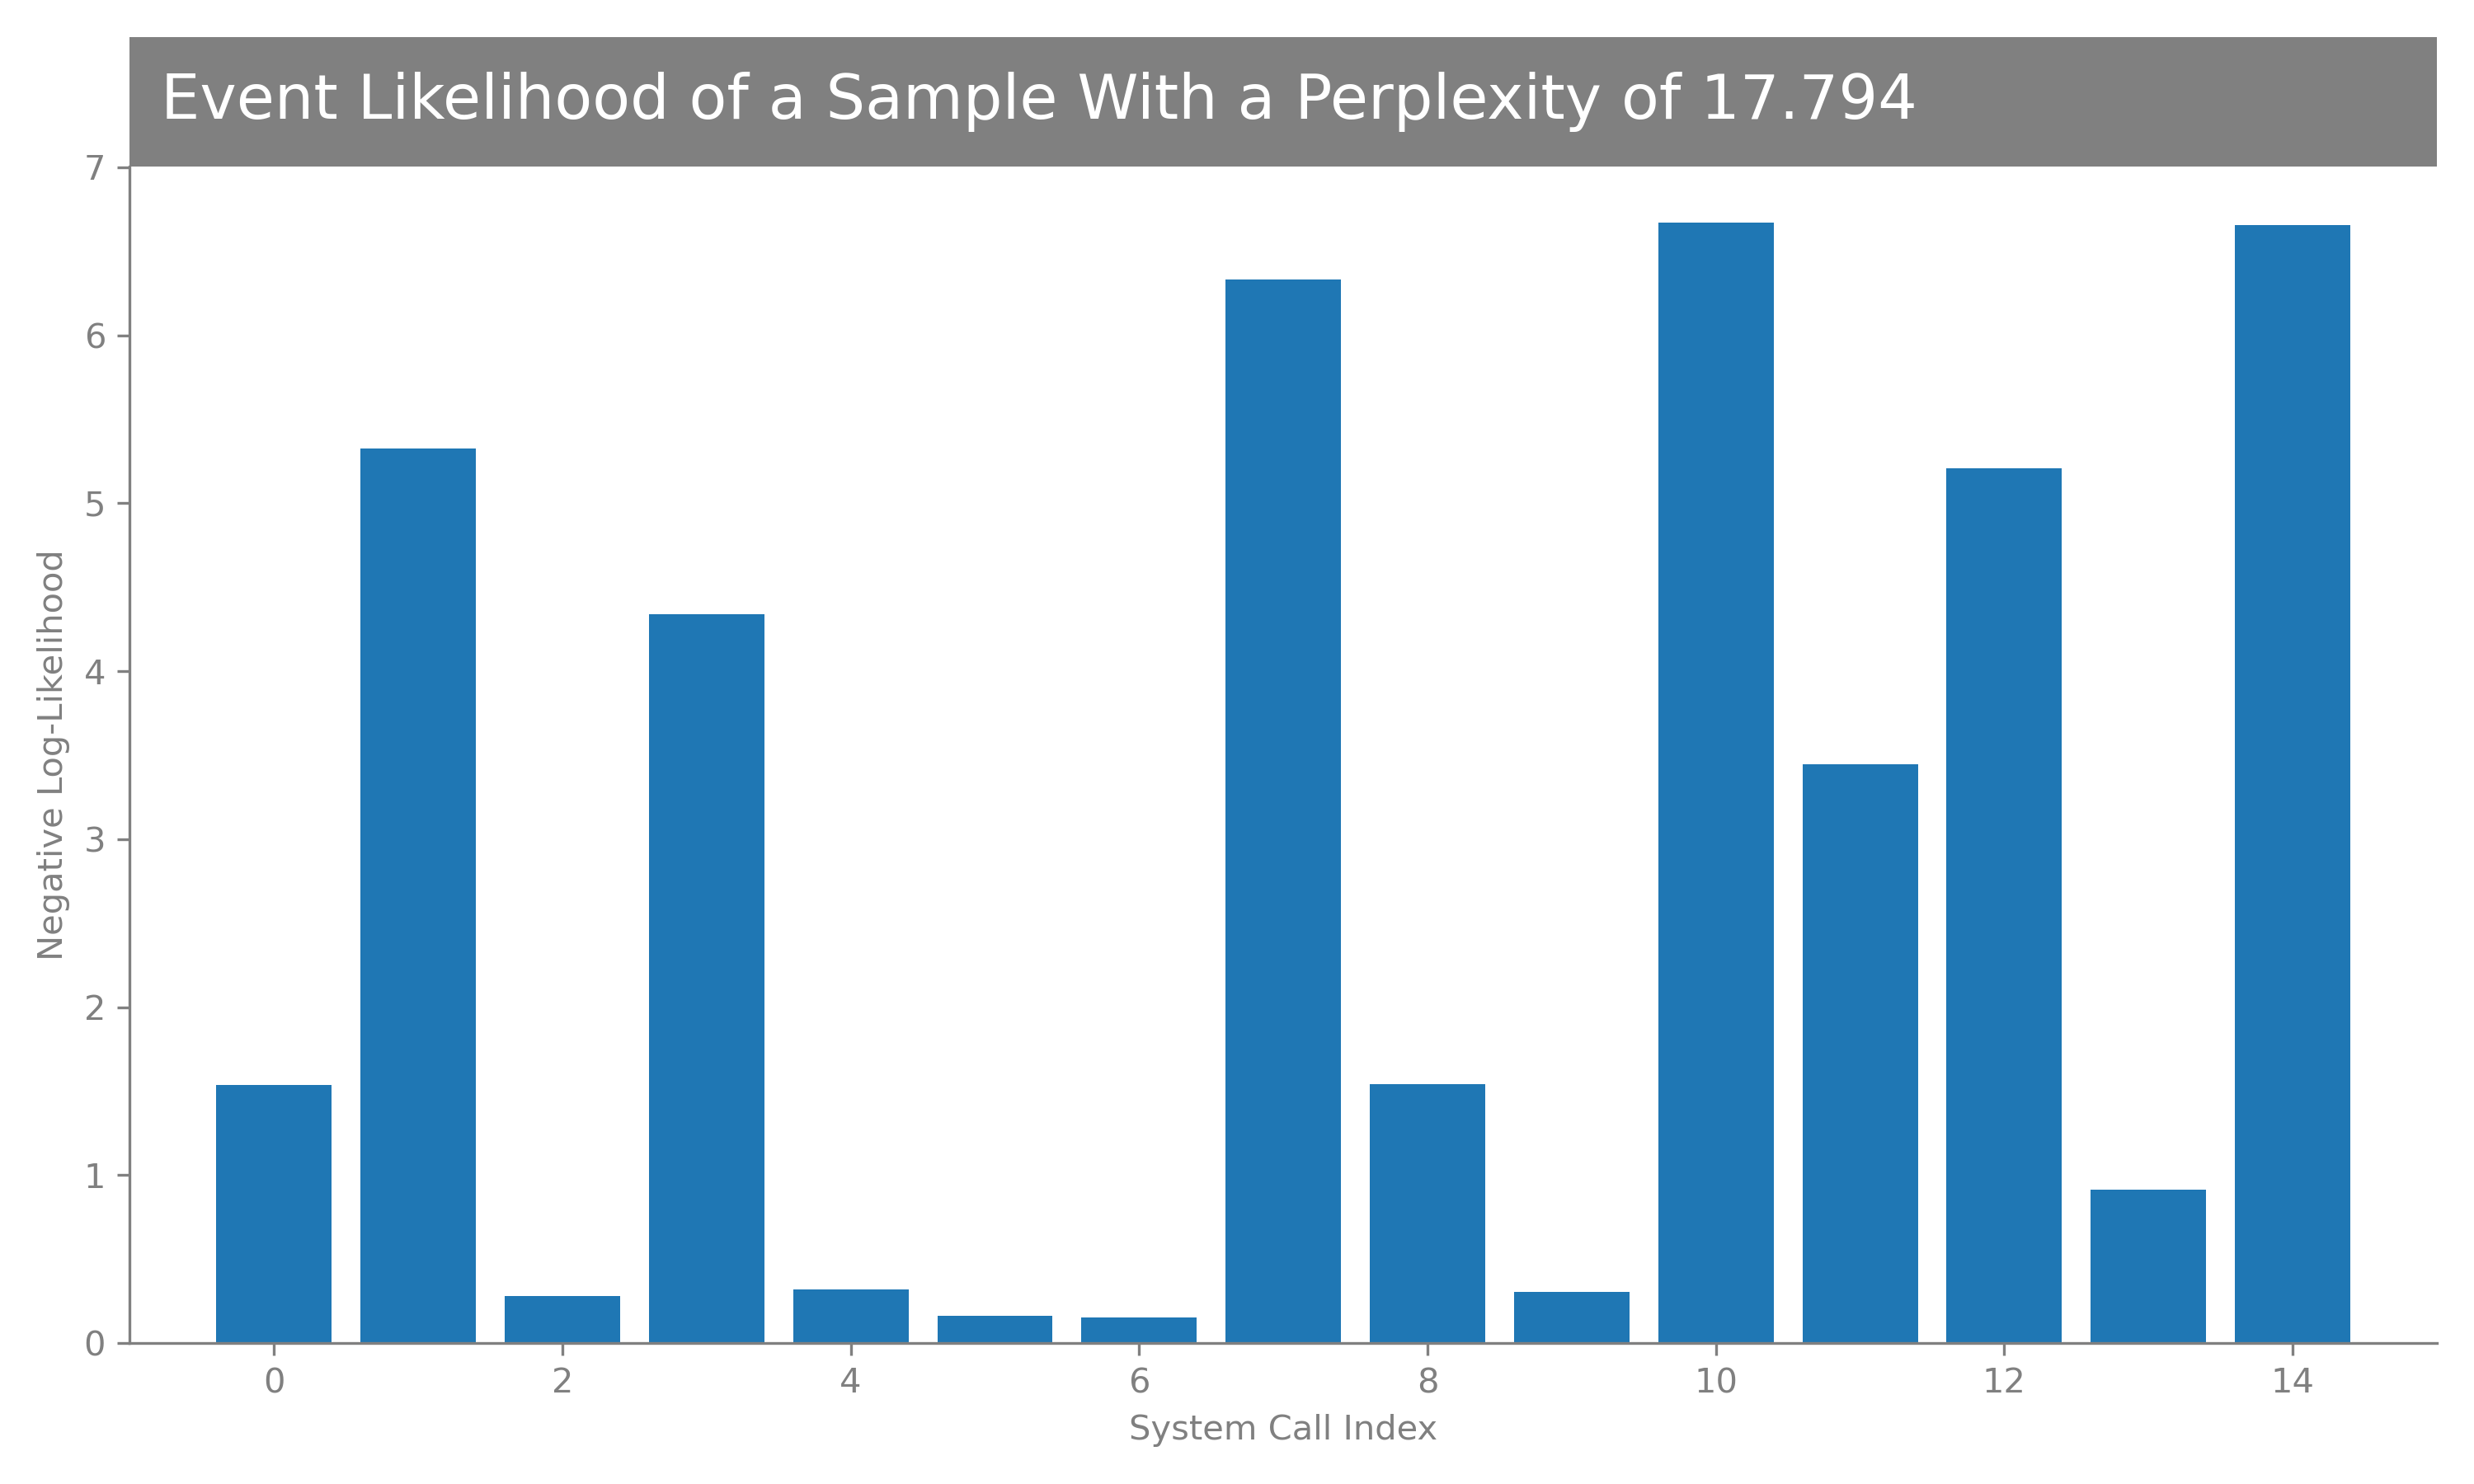 Event Likelihood of a Sample With a Perplexity of 17.794
7
6
5
4
3
2
1
0
Negative Log-Likelihood
0 2 4 6 8 10 12 14
System Call Index